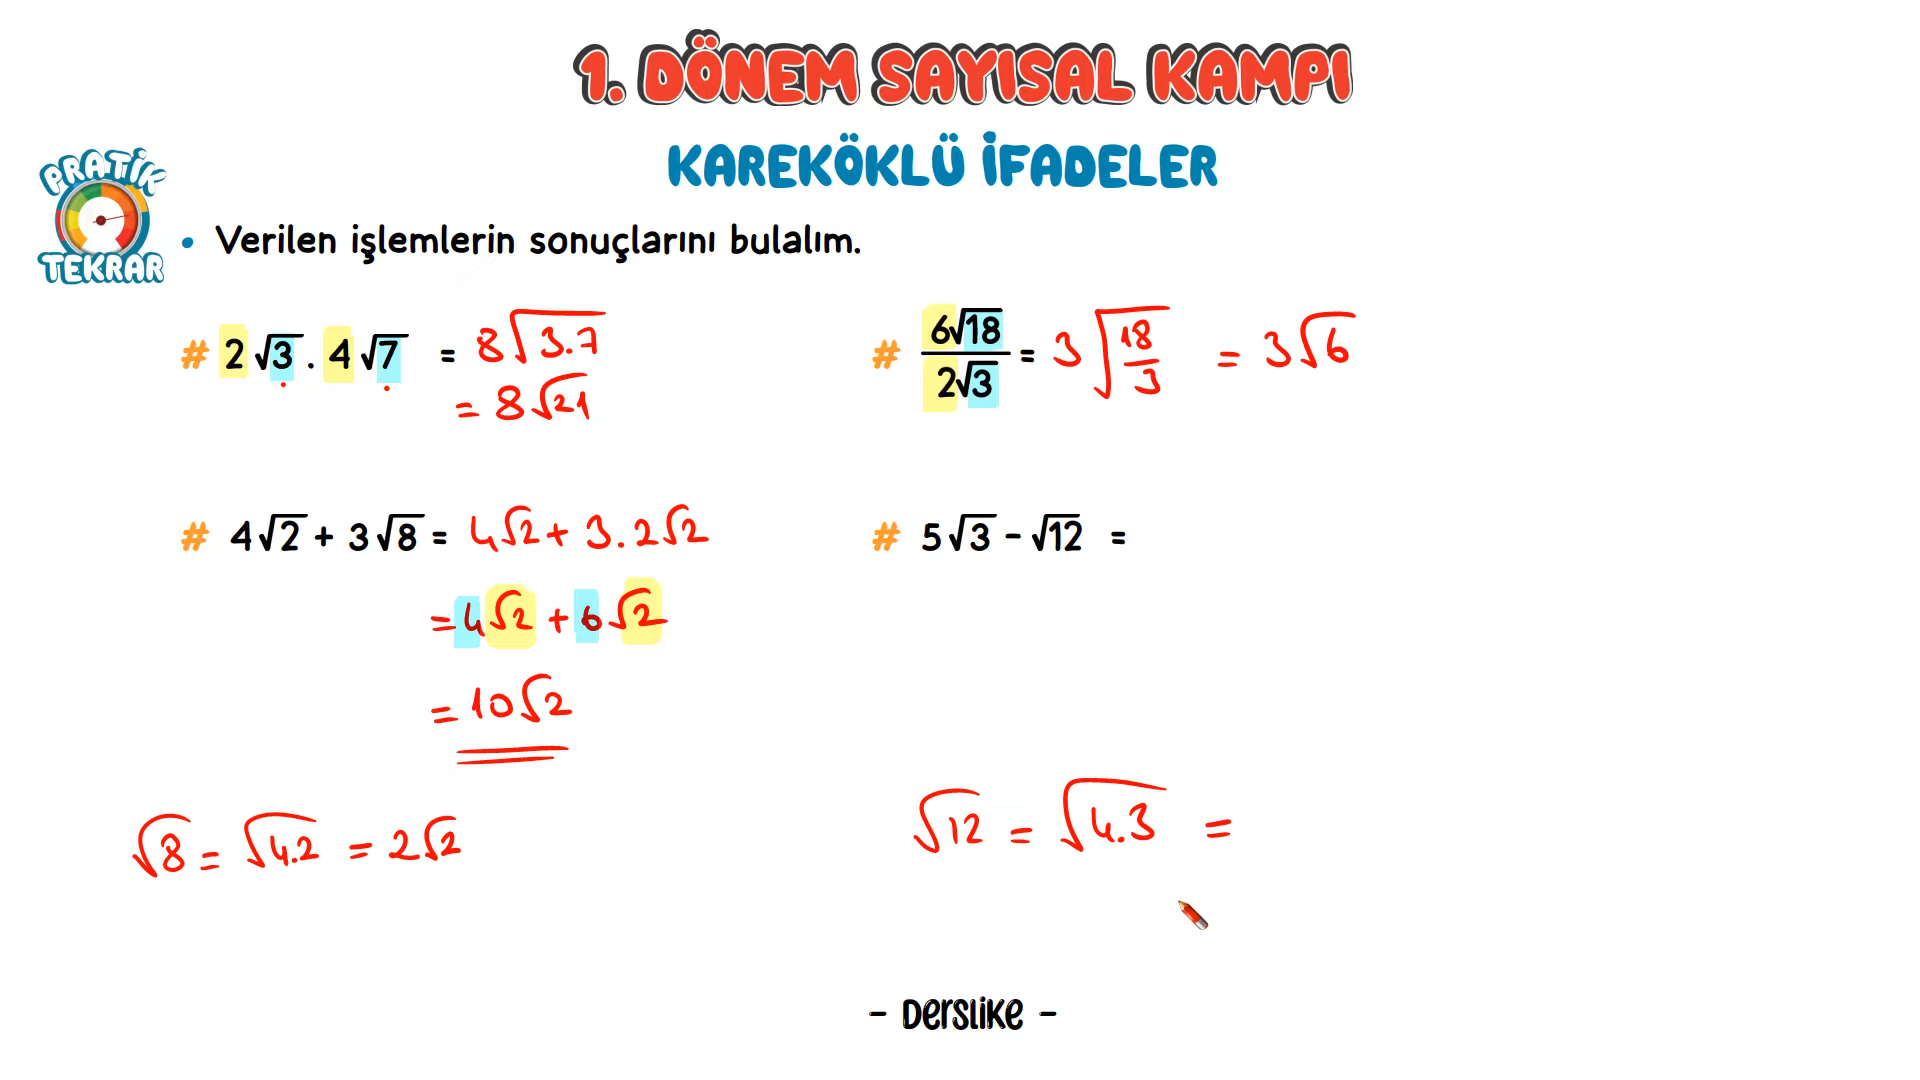 1. DÖNEM SAYISAL KAMPI
KAREKÖKLÜ İFADELER
PRATİK
TEKRAR
• Verilen işlemlerin sonuçlarını bulalım.
# 2√3 . 4√7 = 8√3.7
= 8√21
# 6√18 / 2√3 = 3√18/3 = 3√6
# 4√2 + 3√8 = 4√2 + 3.2√2
= 4√2 + 6√2
= 10√2
# 5√3 - √12 =
√8 = √4.2 = 2√2
√12 = √4.3 =
- Derslike -